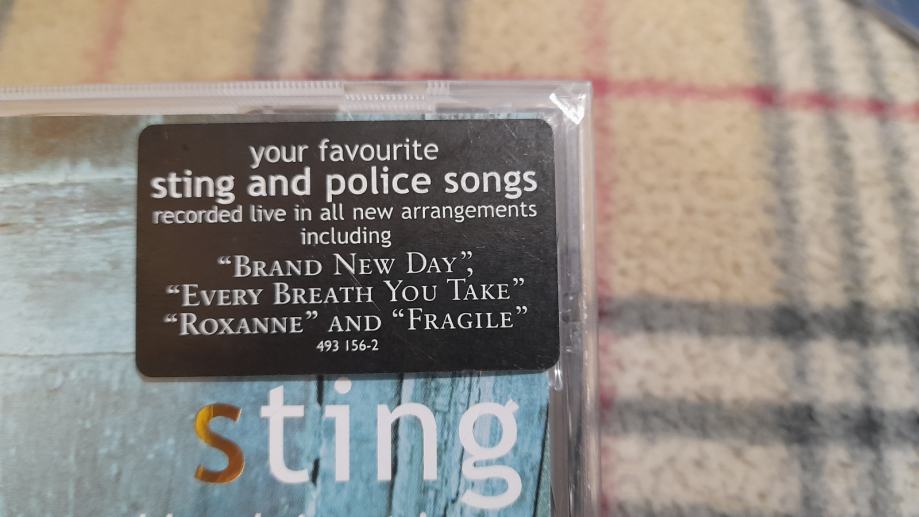 your favourite
sting and police songs
recorded live in all new arrangements
including
“BRAND NEW DAY”,
“EVERY BREATH YOU TAKE”
“ROXANNE” AND “FRAGILE”
493 156-2
sting